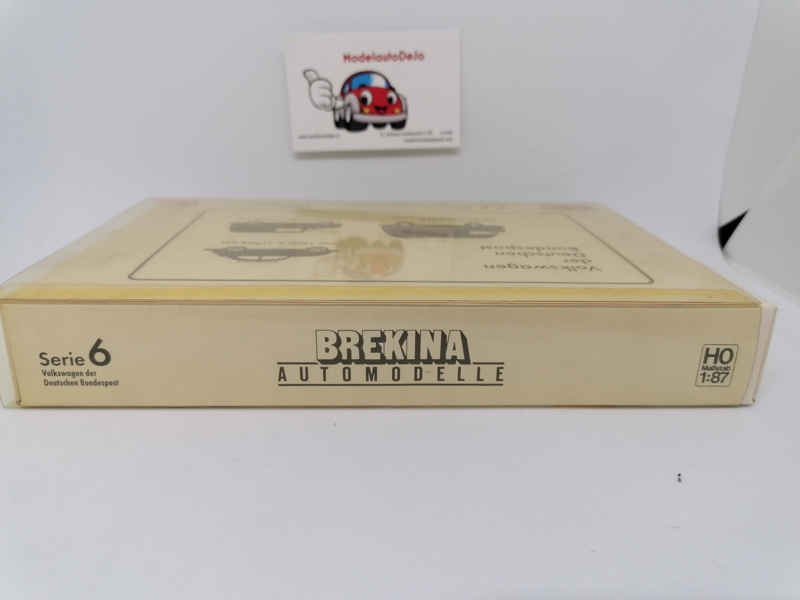 ModelautoDeJo
Volkswagen
der
Deutschen
Bundespost
Serie 6
Volkswagen der
Deutschen Bundespost
BREKINA
AUTOMODELLE
HO
Maßstab
1:87